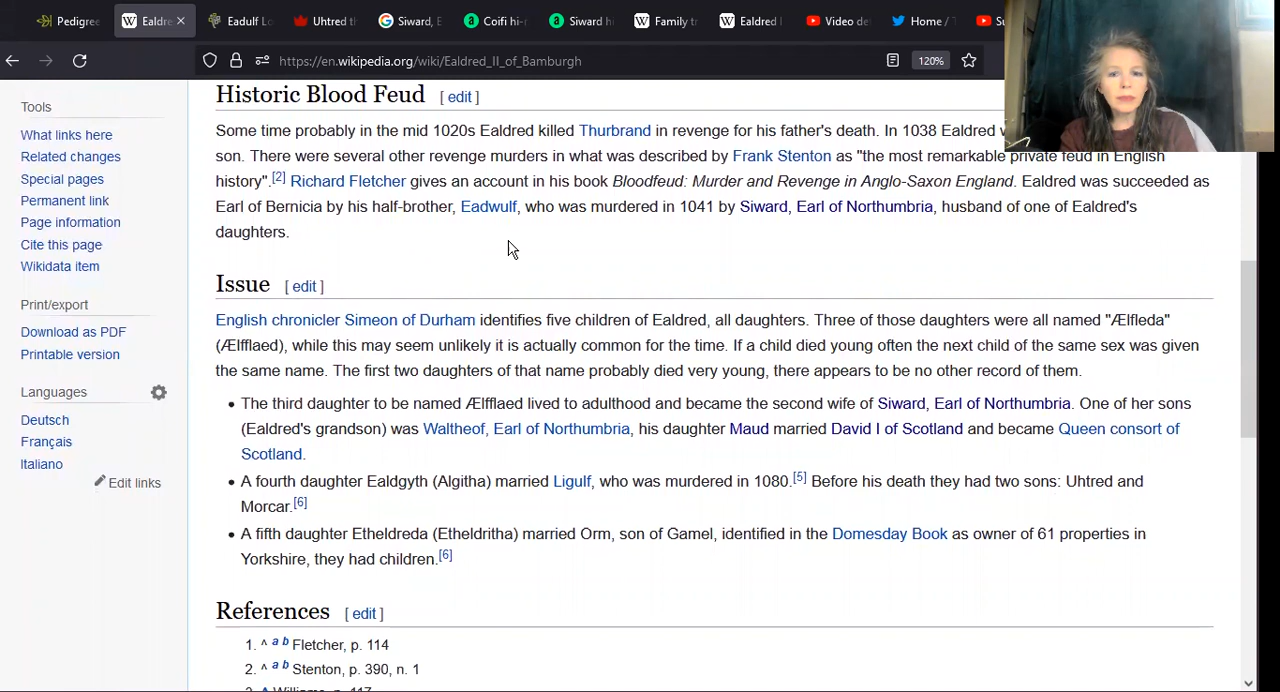 Pedigree
Ealdre
Eadulf Lo
Uhtred th
Siward, E
Coifi hi-
Siward h
Family tr
Ealdred
Video de
Home /
Su
https://en.wikipedia.org/wiki/Ealdred_II_of_Bamburgh
120%
Tools
What links here
Related changes
Special pages
Permanent link
Page information
Cite this page
Wikidata item
Print/export
Download as PDF
Printable version
Languages
Deutsch
Français
Italiano
Edit links
Historic Blood Feud [ edit ]
Some time probably in the mid 1020s Ealdred killed Thurbrand in revenge for his father's death. In 1038 Ealdred
son. There were several other revenge murders in what was described by Frank Stenton as "the most remarkable private feud in English
history".[2] Richard Fletcher gives an account in his book Bloodfeud: Murder and Revenge in Anglo-Saxon England. Ealdred was succeeded as
Earl of Bernicia by his half-brother, Eadwulf, who was murdered in 1041 by Siward, Earl of Northumbria, husband of one of Ealdred's
daughters.
Issue [ edit ]
English chronicler Simeon of Durham identifies five children of Ealdred, all daughters. Three of those daughters were all named "Ælfleda"
(Ælfflaed), while this may seem unlikely it is actually common for the time. If a child died young often the next child of the same sex was given
the same name. The first two daughters of that name probably died very young, there appears to be no other record of them.
• The third daughter to be named Ælfflaed lived to adulthood and became the second wife of Siward, Earl of Northumbria. One of her sons
(Ealdred's grandson) was Waltheof, Earl of Northumbria, his daughter Maud married David I of Scotland and became Queen consort of
Scotland.
• A fourth daughter Ealdgyth (Algitha) married Ligulf, who was murdered in 1080.[5] Before his death they had two sons: Uhtred and
Morcar.[6]
• A fifth daughter Etheldreda (Etheldritha) married Orm, son of Gamel, identified in the Domesday Book as owner of 61 properties in
Yorkshire, they had children.[6]
References [ edit ]
1. ^ a b Fletcher, p. 114
2. ^ a b Stenton, p. 390, n. 1